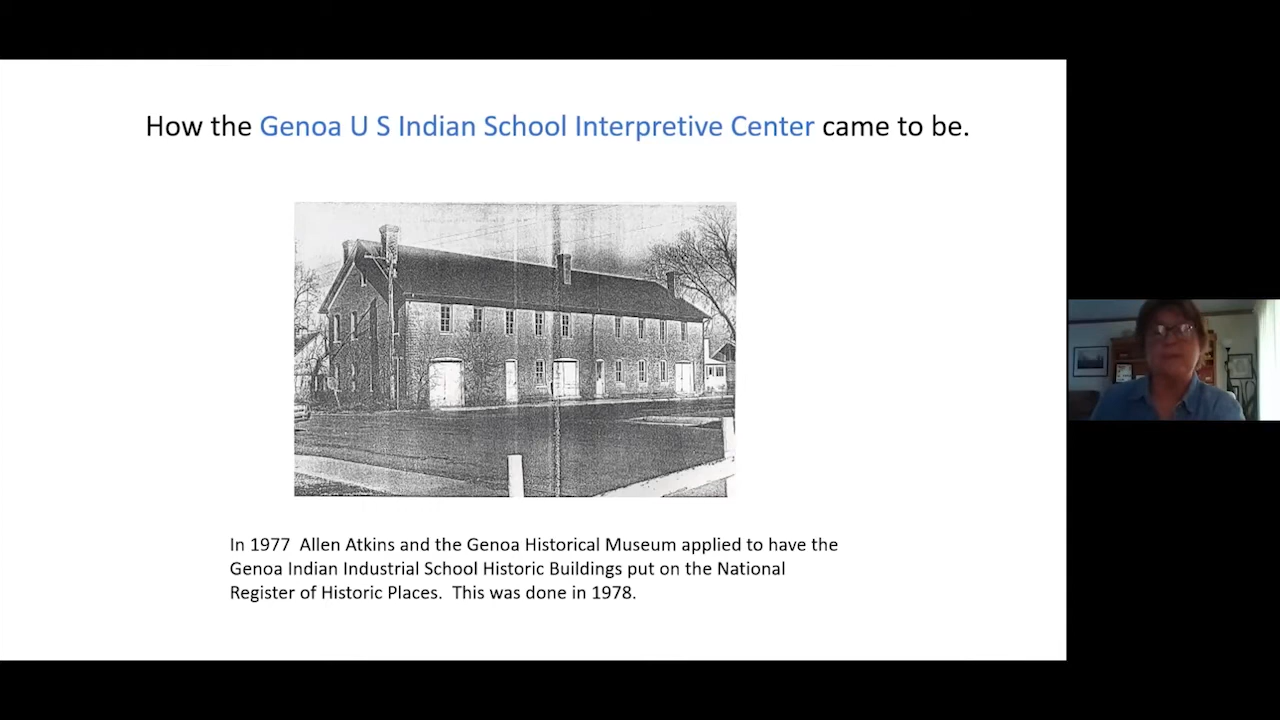 How the Genoa U S Indian School Interpretive Center came to be.
In 1977  Allen Atkins and the Genoa Historical Museum applied to have the
Genoa Indian Industrial School Historic Buildings put on the National
Register of Historic Places.  This was done in 1978.